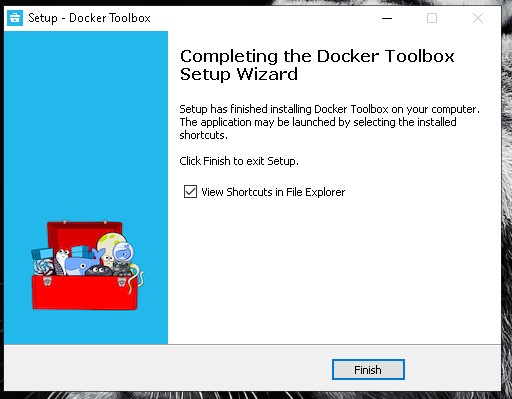 Setup - Docker Toolbox
Completing the Docker Toolbox
Setup Wizard
Setup has finished installing Docker Toolbox on your computer.
The application may be launched by selecting the installed
shortcuts.
Click Finish to exit Setup.
View Shortcuts in File Explorer
Finish